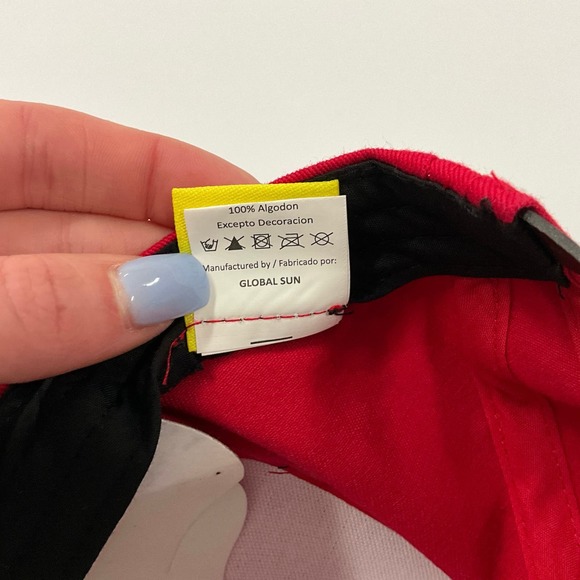 100% Algodon
Excepto Decoracion
Manufactured by / Fabricado por:
GLOBAL SUN